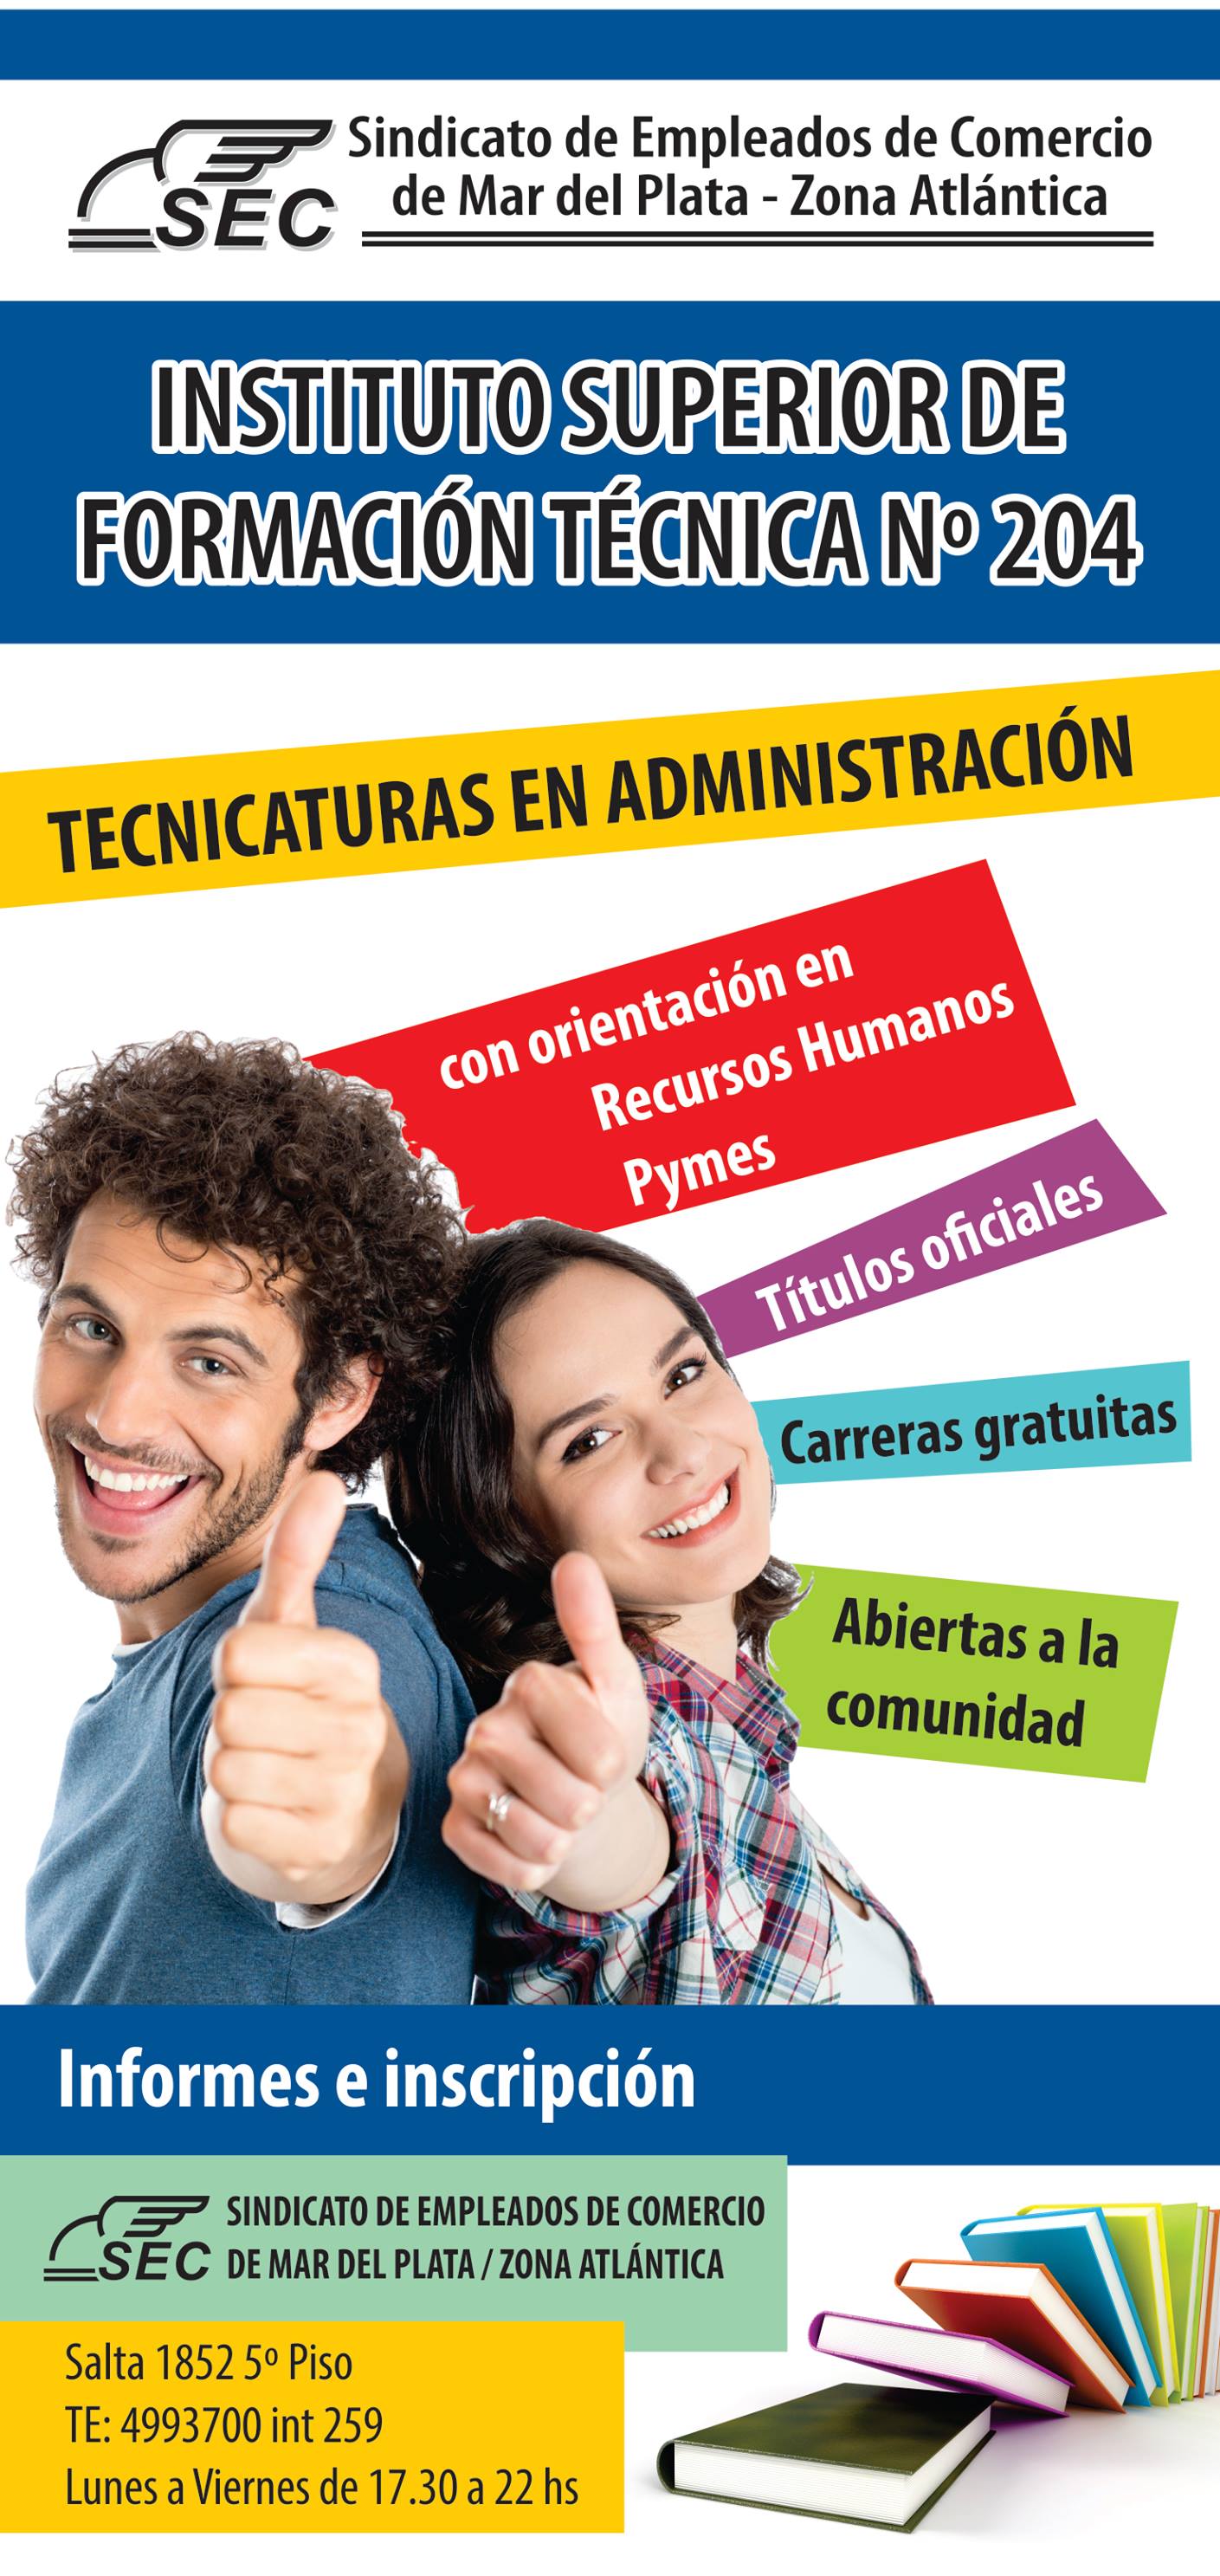 SEC
Sindicato de Empleados de Comercio
de Mar del Plata - Zona Atlántica
INSTITUTO SUPERIOR DE
FORMACIÓN TÉCNICA Nº 204
TECNICATURAS EN ADMINISTRACIÓN
con orientación en
Recursos Humanos
Pymes
Títulos oficiales
Carreras gratuitas
Abiertas a la
comunidad
Informes e inscripción
SEC
SINDICATO DE EMPLEADOS DE COMERCIO
DE MAR DEL PLATA / ZONA ATLÁNTICA
Salta 1852 5º Piso
TE: 4993700 int 259
Lunes a Viernes de 17.30 a 22 hs